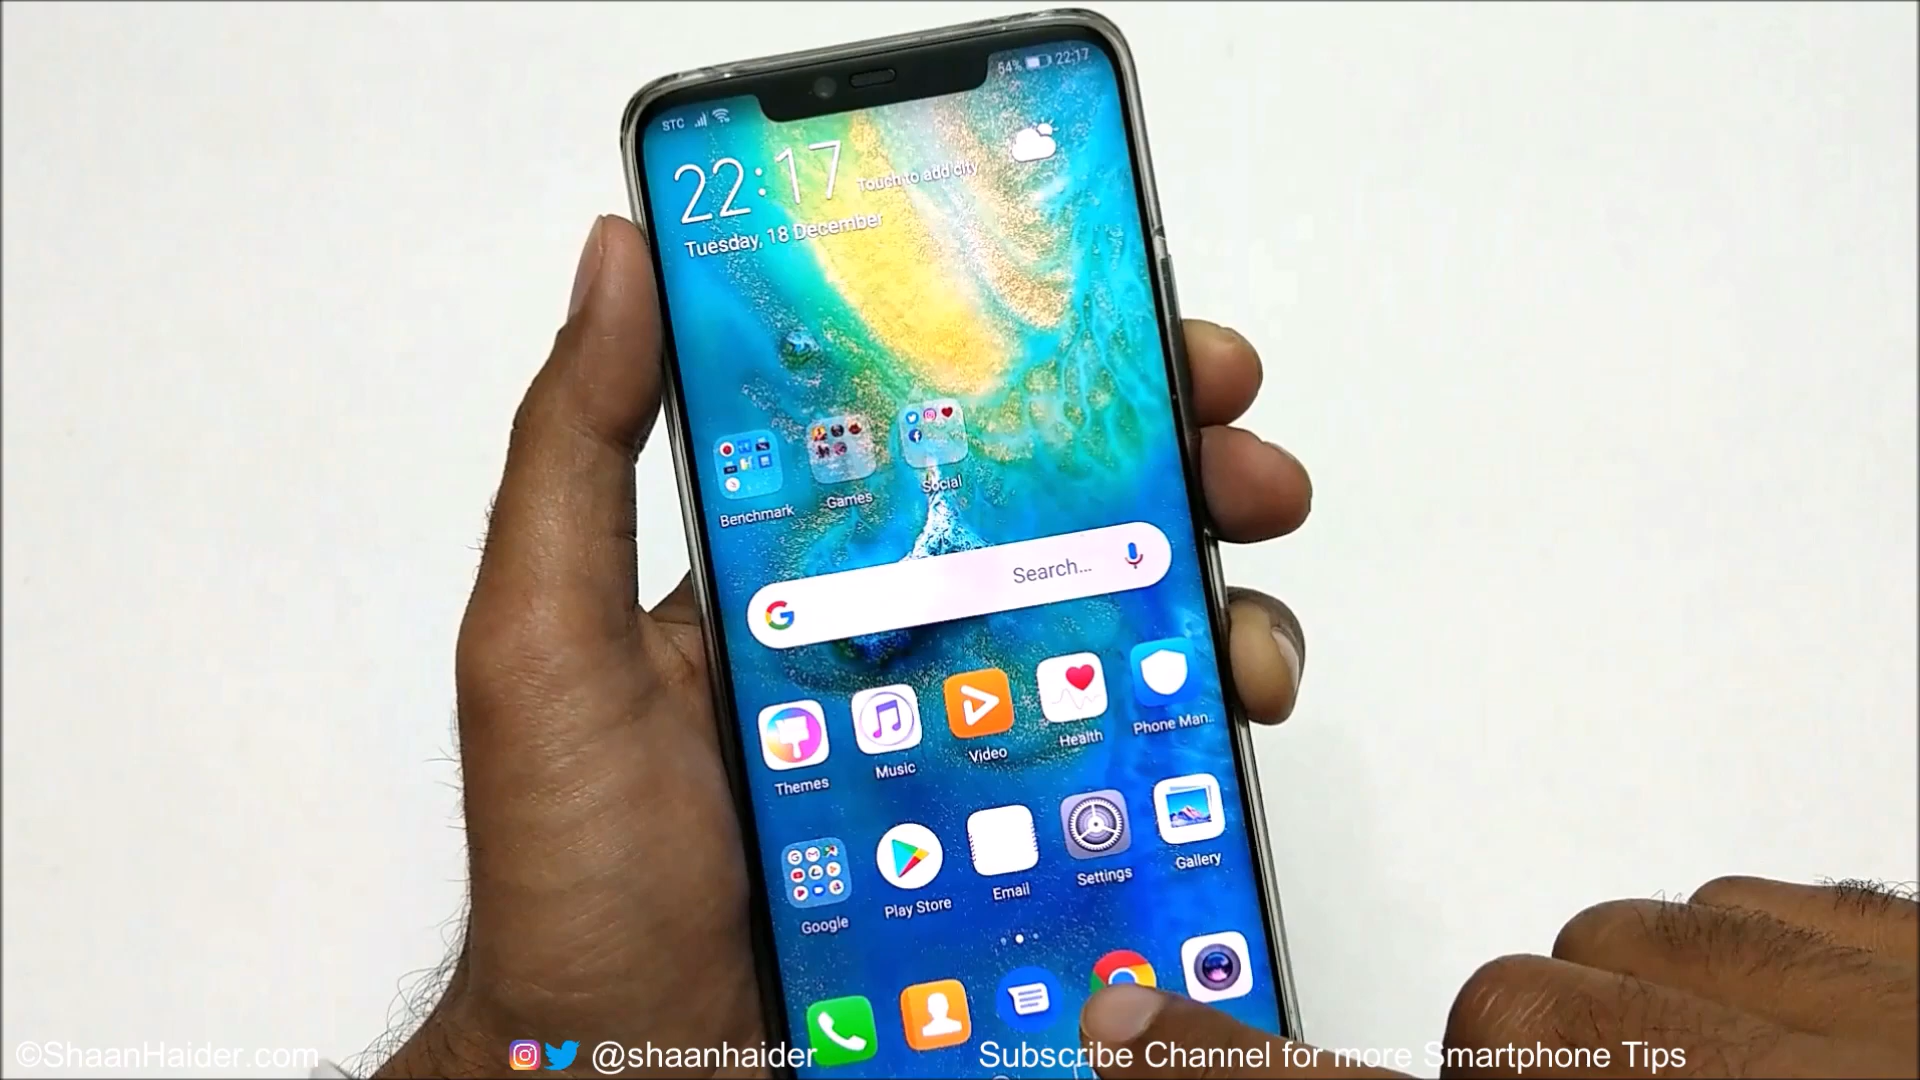 STC
54% 22:17
22:17 Touch to add city
Tuesday, 18 December
Benchmark Games Social
G Search...
Themes Music Video Health Phone Man..
Google Play Store Email Settings Gallery
©ShaanHaider.com @shaanhaider Subscribe Channel for more Smartphone Tips